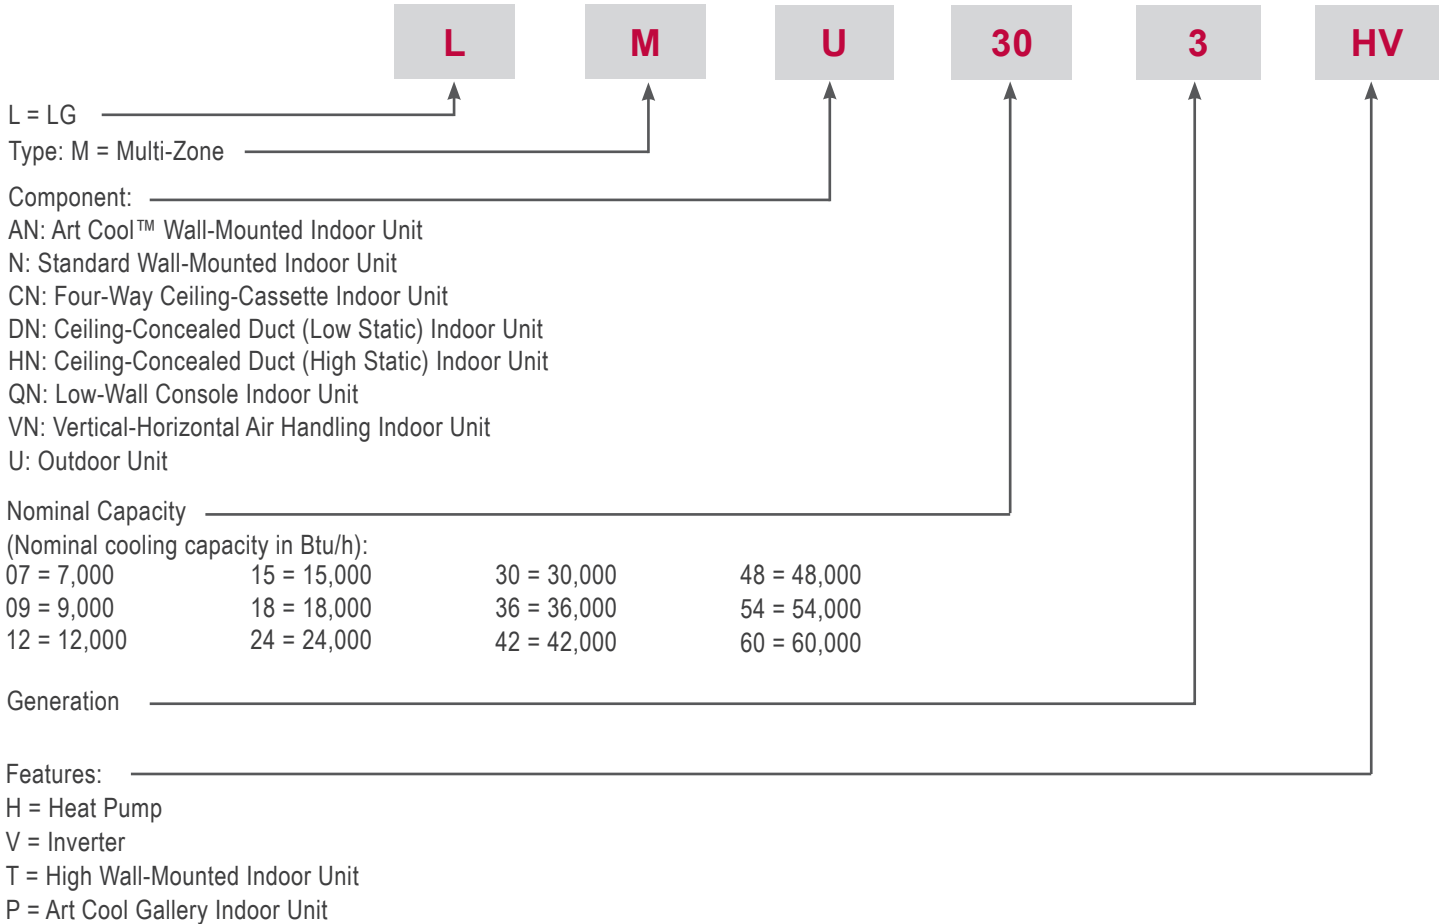 L M U 30 3 HV
L = LG
Type: M = Multi-Zone
Component:
AN: Art Cool™ Wall-Mounted Indoor Unit
N: Standard Wall-Mounted Indoor Unit
CN: Four-Way Ceiling-Cassette Indoor Unit
DN: Ceiling-Concealed Duct (Low Static) Indoor Unit
HN: Ceiling-Concealed Duct (High Static) Indoor Unit
QN: Low-Wall Console Indoor Unit
VN: Vertical-Horizontal Air Handling Indoor Unit
U: Outdoor Unit
Nominal Capacity
(Nominal cooling capacity in Btu/h):
07 = 7,000 15 = 15,000 30 = 30,000 48 = 48,000
09 = 9,000 18 = 18,000 36 = 36,000 54 = 54,000
12 = 12,000 24 = 24,000 42 = 42,000 60 = 60,000
Generation
Features:
H = Heat Pump
V = Inverter
T = High Wall-Mounted Indoor Unit
P = Art Cool Gallery Indoor Unit